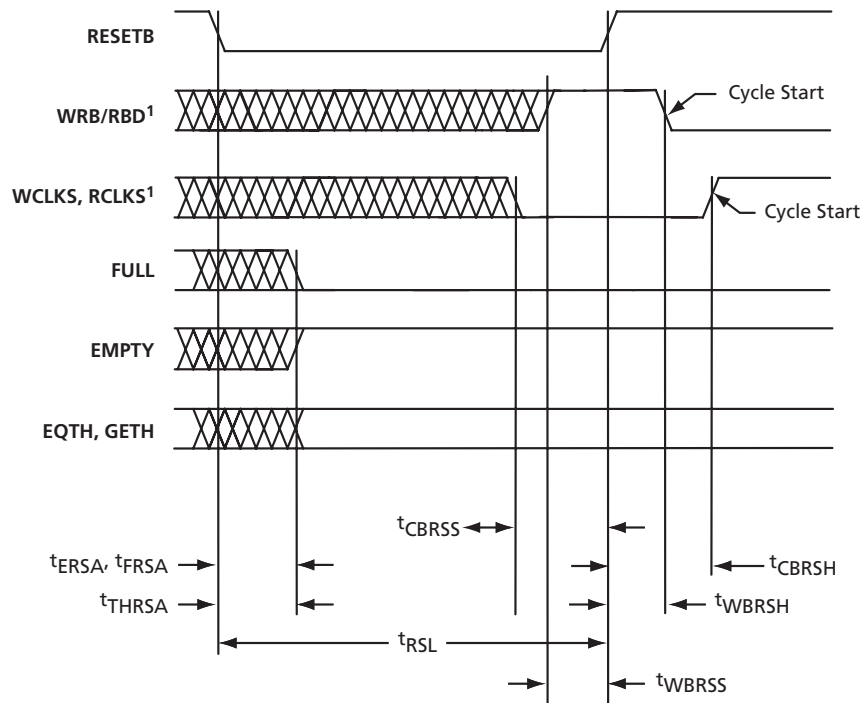 RESETB
WRB/RBD¹
Cycle Start
WCLKS, RCLKS¹
Cycle Start
FULL
EMPTY
EQTH, GETH
tCBRSS
tERSA, tFRSA
tCBRSH
tTHRSA
tWBRSH
tRSL
tWBRSS